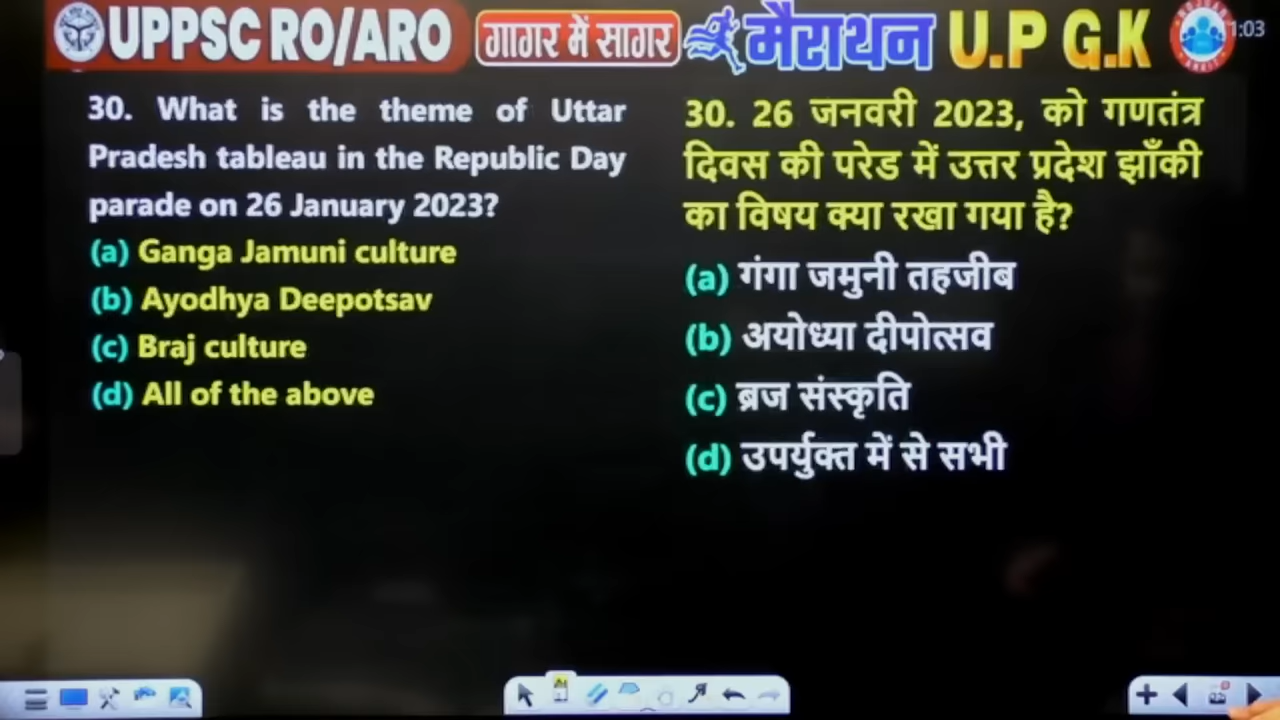 UPPSC RO/ARO गागर में सागर मैराथन U.P G.K
1:03
30. What is the theme of Uttar
Pradesh tableau in the Republic Day
parade on 26 January 2023?
(a) Ganga Jamuni culture
(b) Ayodhya Deepotsav
(c) Braj culture
(d) All of the above
30. 26 जनवरी 2023, को गणतंत्र
दिवस की परेड में उत्तर प्रदेश झाँकी
का विषय क्या रखा गया है?
(a) गंगा जमुनी तहजीब
(b) अयोध्या दीपोत्सव
(c) ब्रज संस्कृति
(d) उपर्युक्त में से सभी